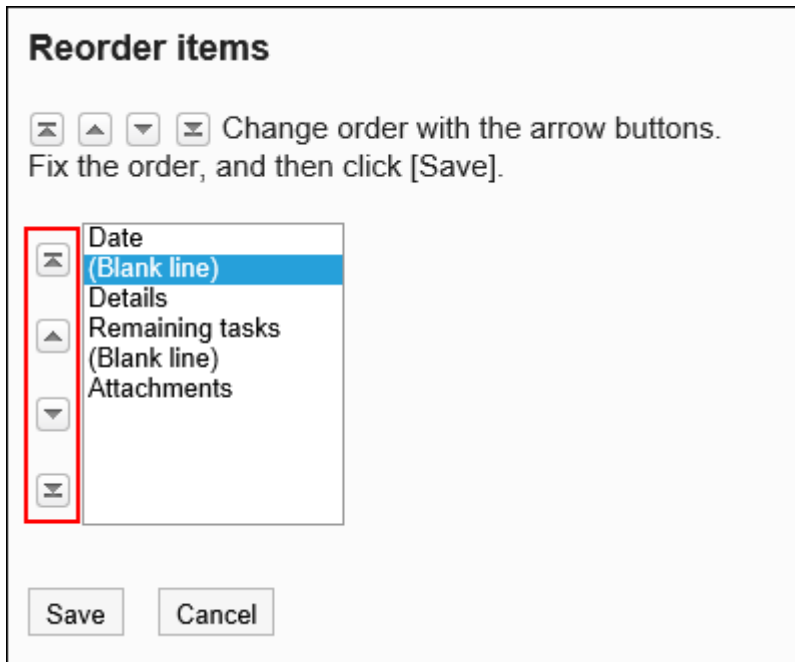 Reorder items
Change order with the arrow buttons.
Fix the order, and then click [Save].
Date
(Blank line)
Details
Remaining tasks
(Blank line)
Attachments
Save Cancel